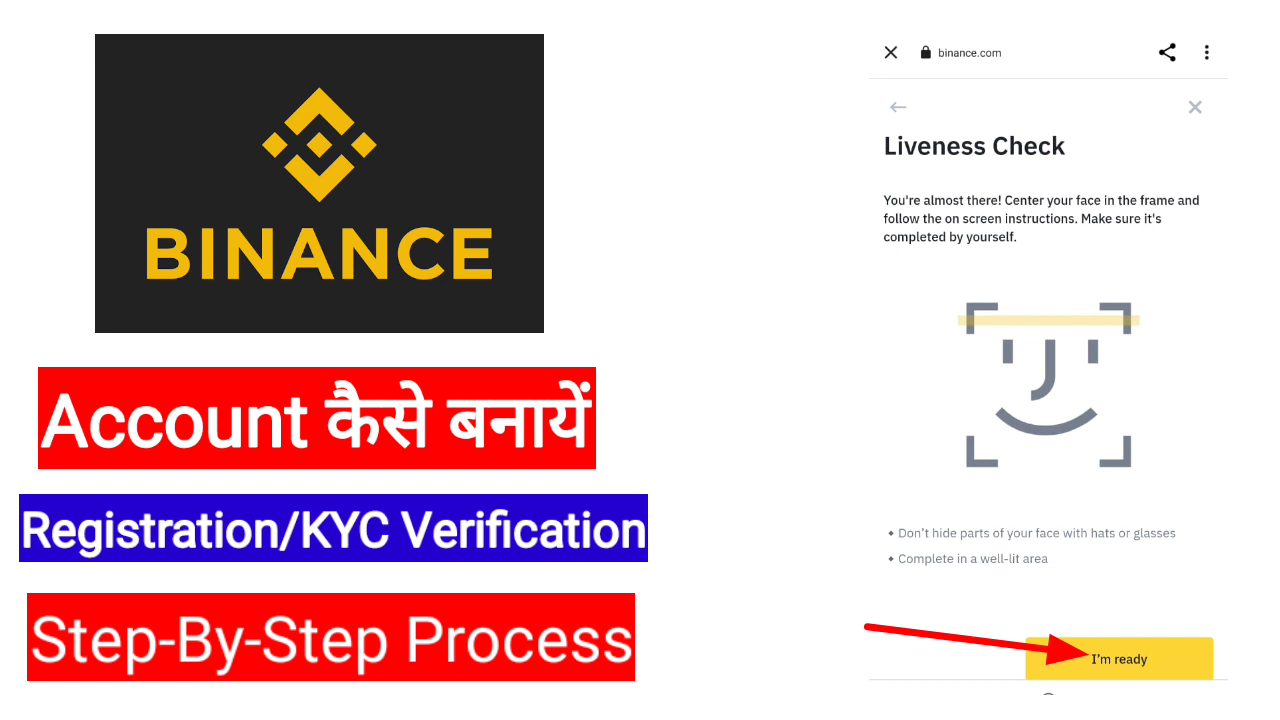 BINANCE
Account कैसे बनायें
Registration/KYC Verification
Step-By-Step Process
binance.com
Liveness Check
You're almost there! Center your face in the frame and
follow the on screen instructions. Make sure it's
completed by yourself.
Don't hide parts of your face with hats or glasses
Complete in a well-lit area
I'm ready